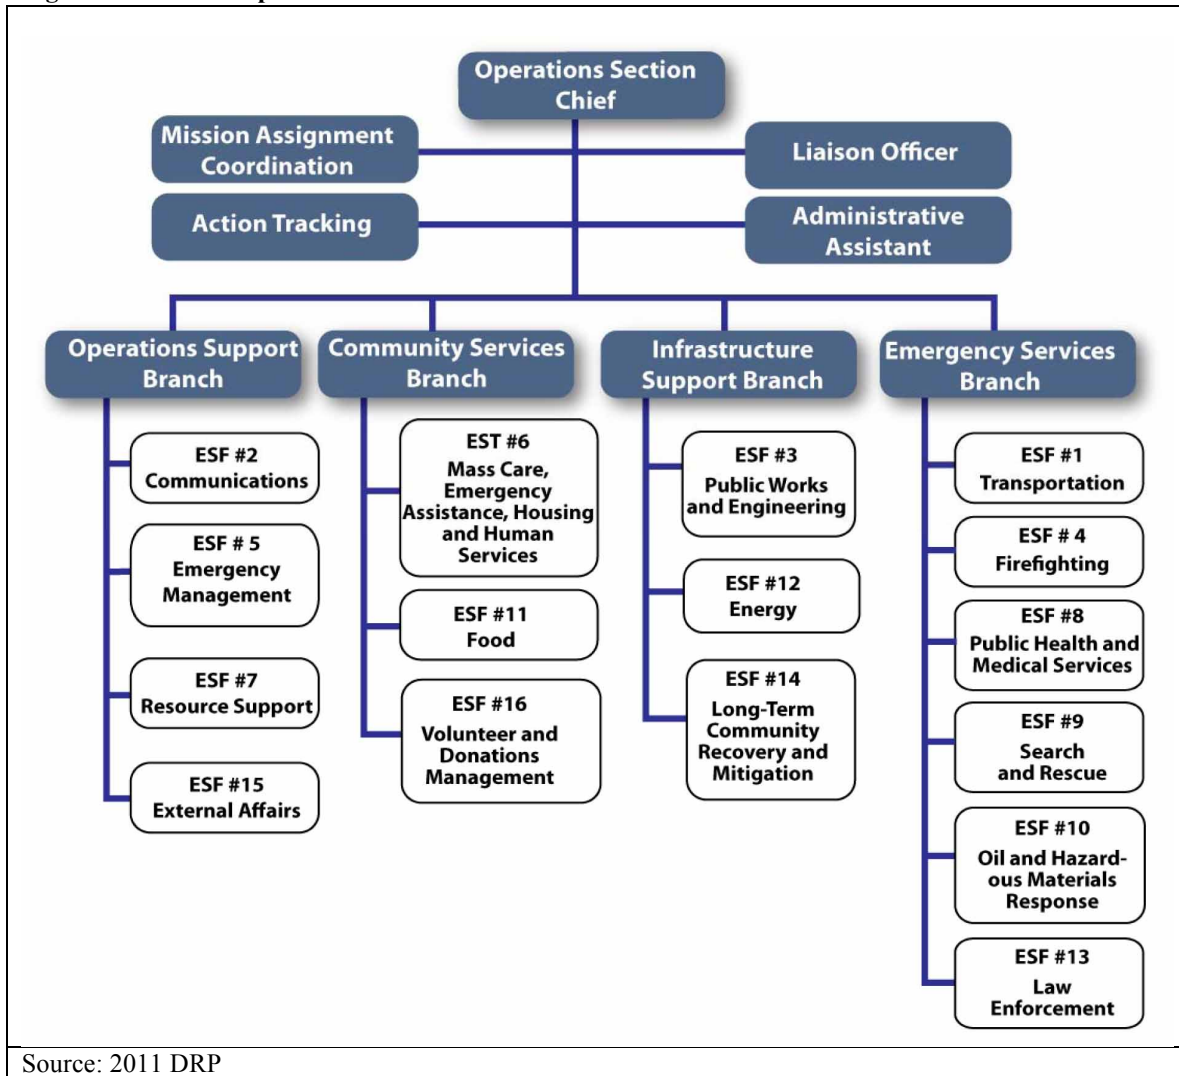 Operations Section
Chief
Mission Assignment
Coordination
Liaison Officer
Action Tracking
Administrative
Assistant
Operations Support
Branch
Community Services
Branch
Infrastructure
Support Branch
Emergency Services
Branch
ESF #2
Communications
ESF # 5
Emergency
Management
ESF #7
Resource Support
ESF #15
External Affairs
EST #6
Mass Care,
Emergency
Assistance, Housing
and Human
Services
ESF #11
Food
ESF #16
Volunteer and
Donations
Management
ESF #3
Public Works
and Engineering
ESF #12
Energy
ESF #14
Long-Term
Community
Recovery and
Mitigation
ESF #1
Transportation
ESF # 4
Firefighting
ESF #8
Public Health and
Medical Services
ESF #9
Search
and Rescue
ESF #10
Oil and Hazard-
ous Materials
Response
ESF #13
Law
Enforcement
Source: 2011 DRP